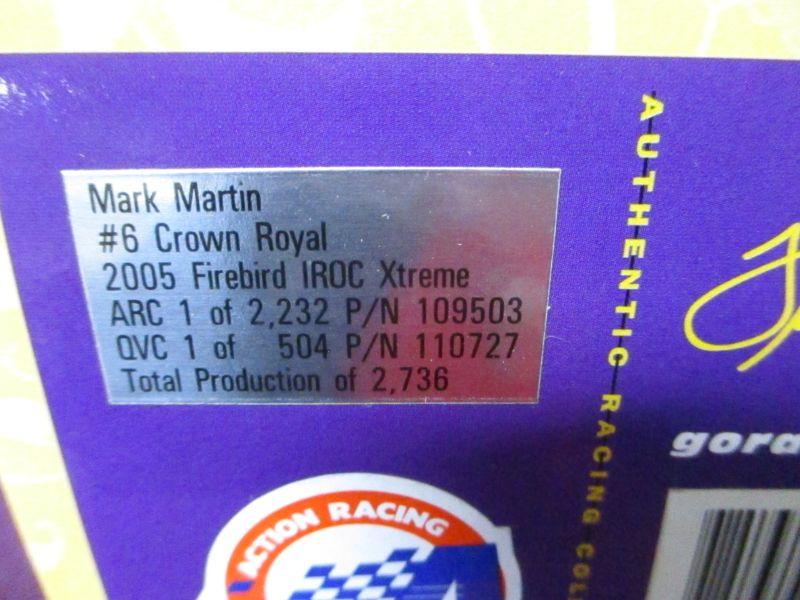 Mark Martin
#6 Crown Royal
2005 Firebird IROC Xtreme
ARC 1 of 2,232 P/N 109503
QVC 1 of 504 P/N 110727
Total Production of 2,736
AUTHENTIC RACING COL
gora
ACTION RACING